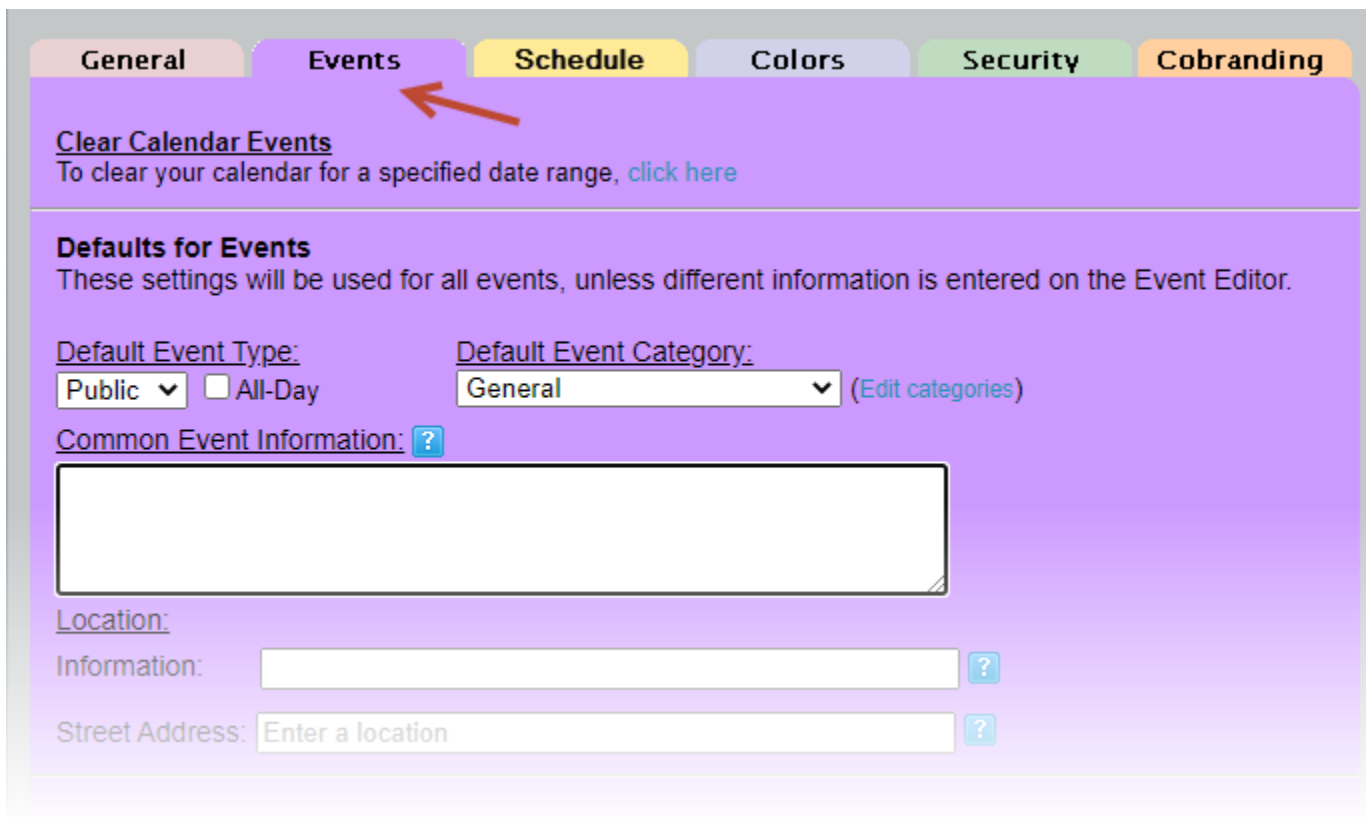 General Events Schedule Colors Security Cobranding
Clear Calendar Events
To clear your calendar for a specified date range, click here
Defaults for Events
These settings will be used for all events, unless different information is entered on the Event Editor.
Default Event Type: Default Event Category:
Public All-Day General (Edit categories)
Common Event Information: ?
Location:
Information: ?
Street Address: Enter a location ?